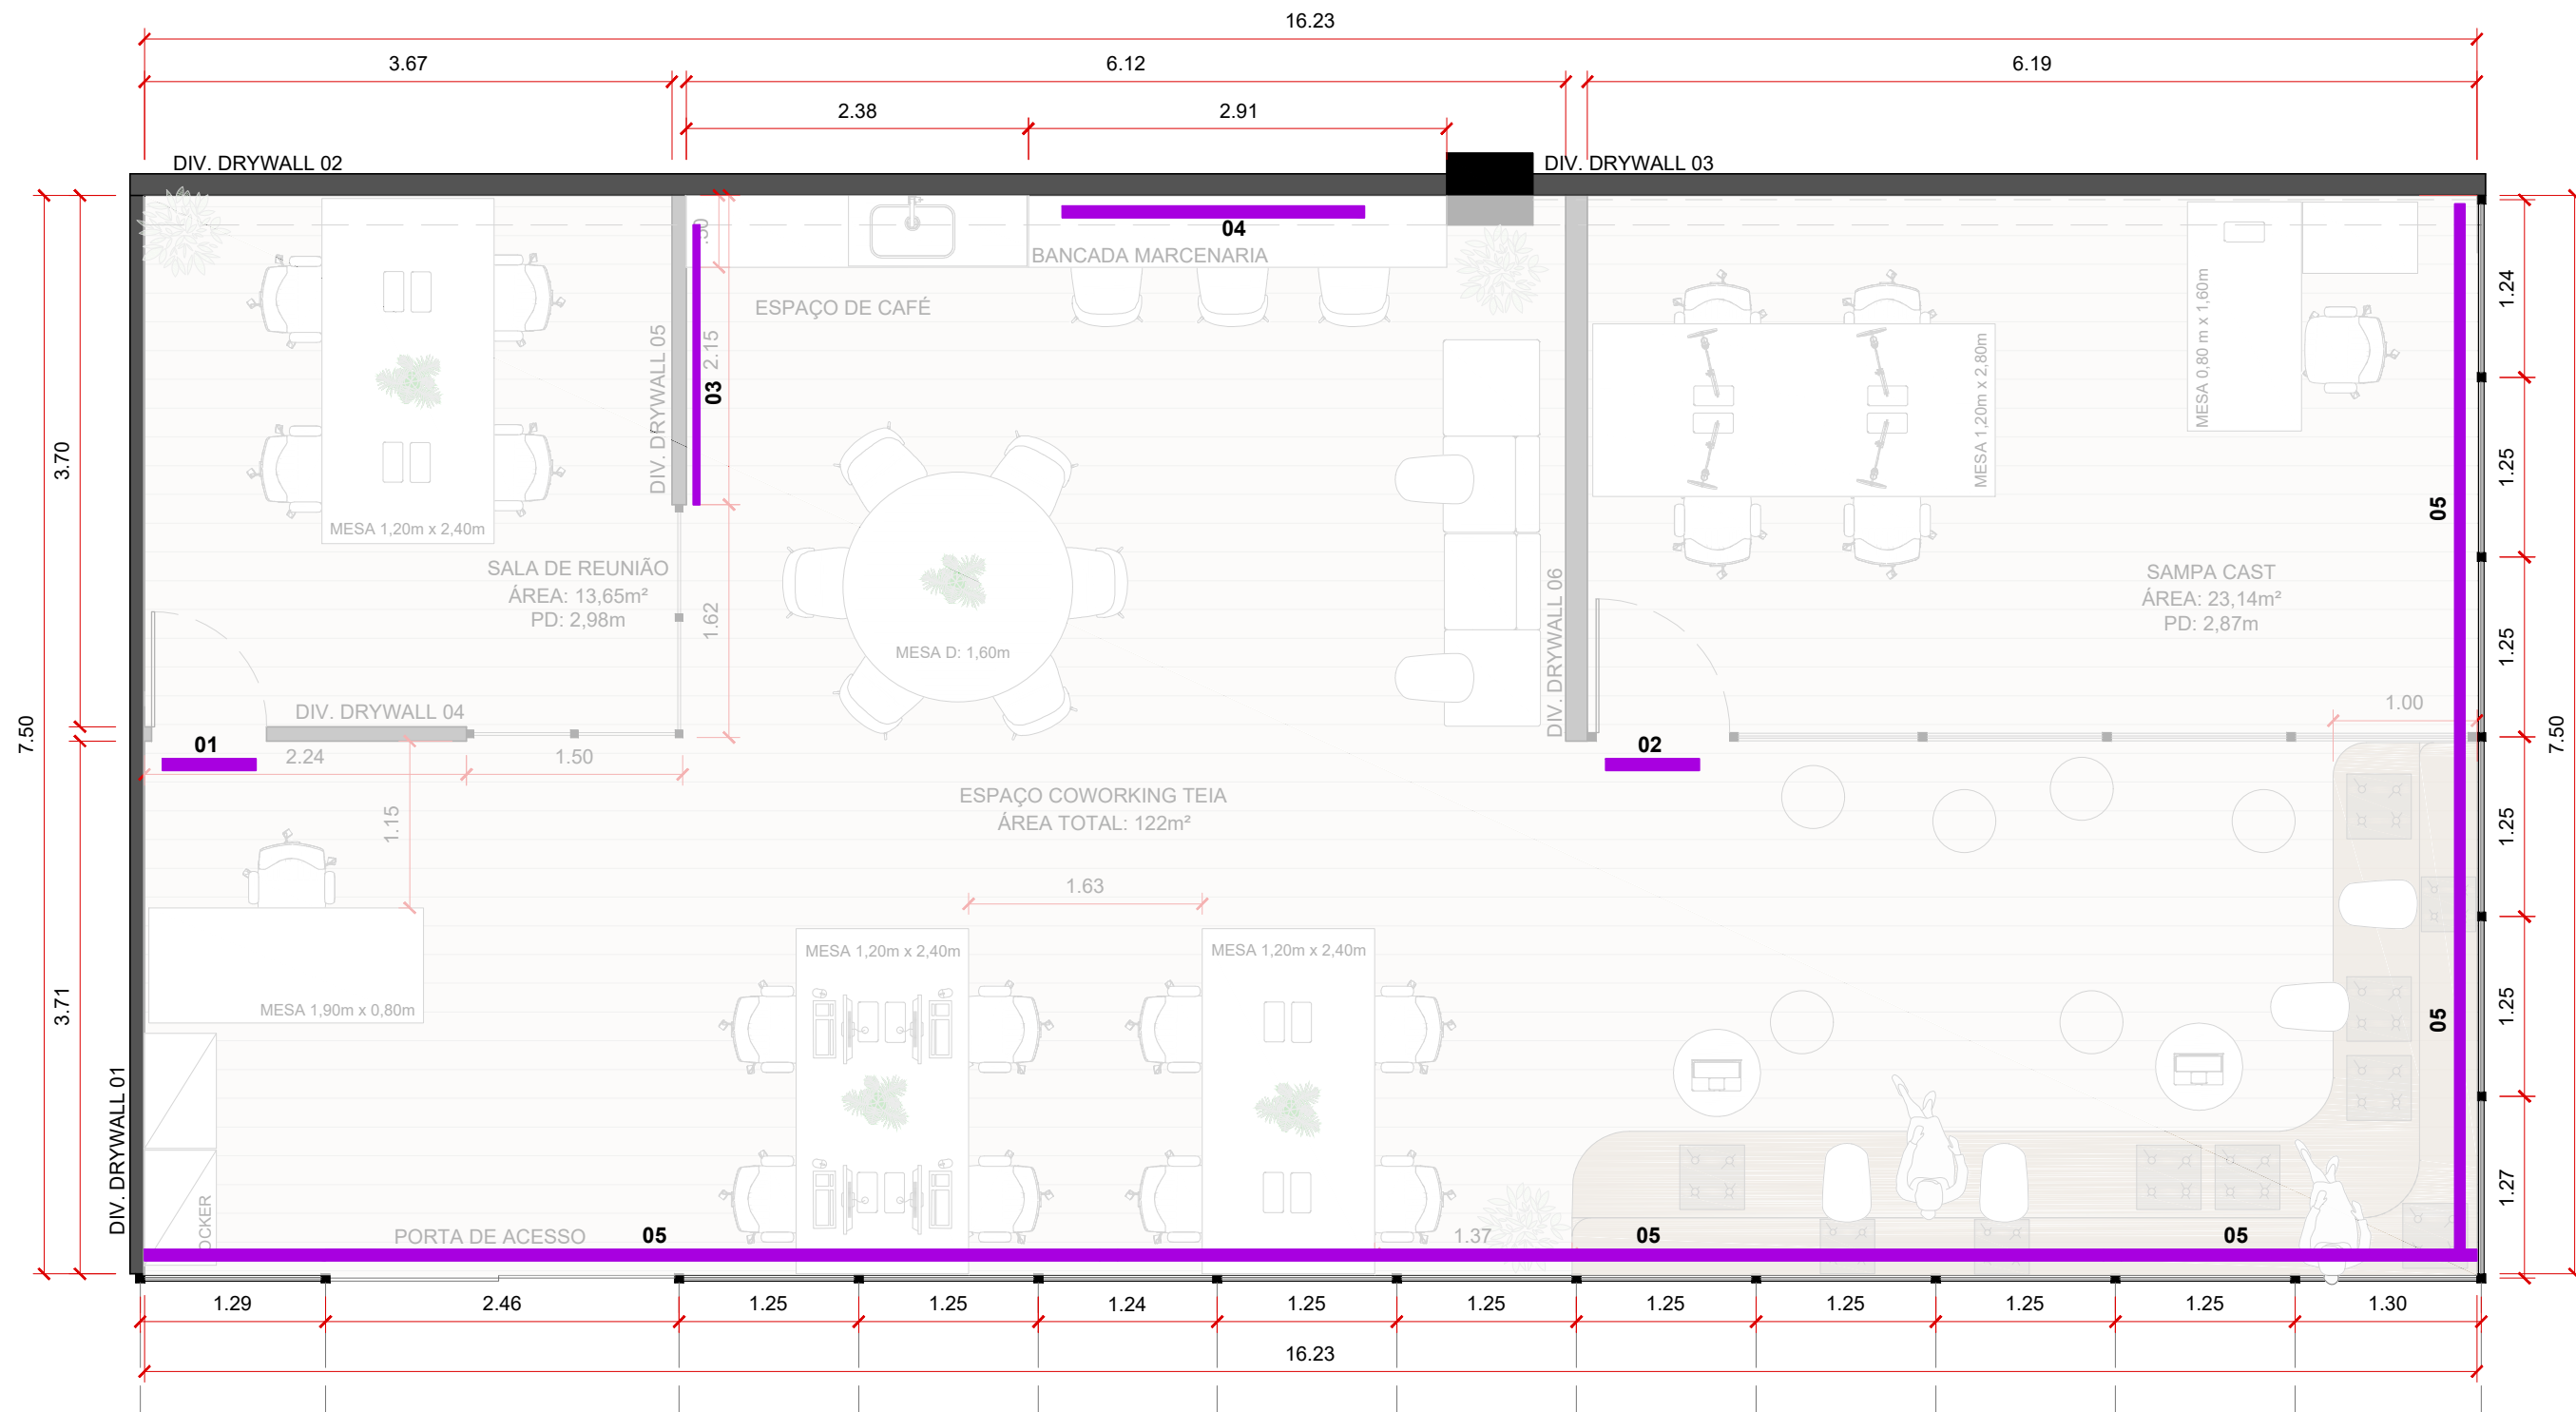 16.23
3.67
6.12
6.19
2.38
2.91
DIV. DRYWALL 02
DIV. DRYWALL 03
04
BANCADA MARCENARIA
ESPAÇO DE CAFÉ
DIV. DRYWALL 05
2.15
03
1.62
MESA 1,20m x 2,40m
SALA DE REUNIÃO
ÁREA: 13,65m²
PD: 2,98m
MESA D: 1,60m
MESA 1,20m x 2,80m
MESA 0,80 m x 1,60m
05
SAMPA CAST
ÁREA: 23,14m²
PD: 2,87m
DIV. DRYWALL 06
1.00
1.24
1.25
1.25
1.25
1.25
1.27
7.50
3.70
7.50
3.71
DIV. DRYWALL 04
01
2.24
1.50
02
1.15
ESPAÇO COWORKING TEIA
ÁREA TOTAL: 122m²
1.63
MESA 1,90m x 0,80m
MESA 1,20m x 2,40m
MESA 1,20m x 2,40m
05
DIV. DRYWALL 01
PORTA DE ACESSO
05
1.37
05
05
1.29
2.46
1.25
1.25
1.24
1.25
1.25
1.25
1.25
1.25
1.25
1.30
16.23